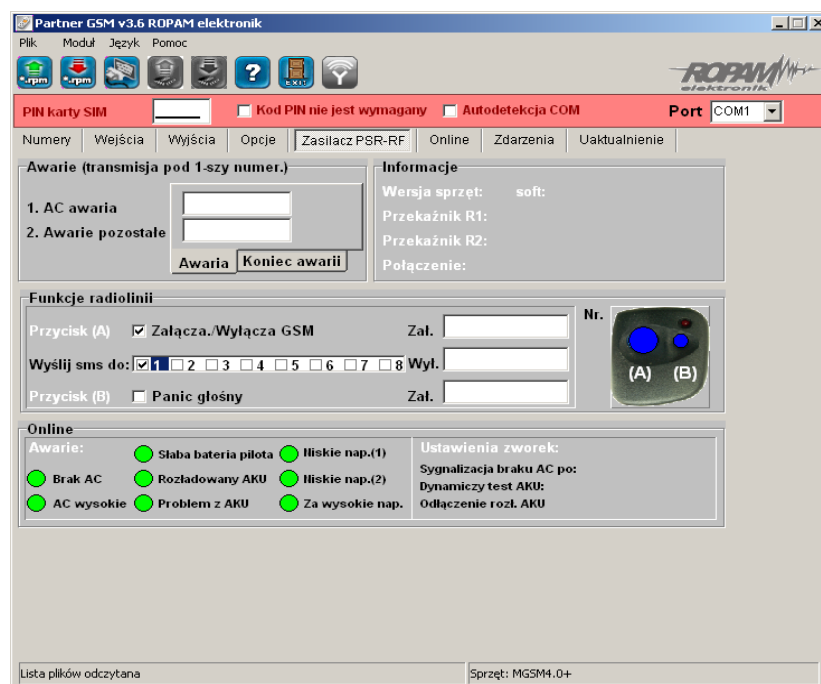 Partner GSM v3.6 ROPAM elektronik
Plik Moduł Język Pomoc
.rpm .rpm ? EXIT
ROPAM
elektronik
PIN karty SIM Kod PIN nie jest wymagany Autodetekcja COM Port COM1
Numery Wejścia Wyjścia Opcje Zasilacz PSR-RF Online Zdarzenia Uaktualnienie
Awarie (transmisja pod 1-szy numer.)
1. AC awaria
2. Awarie pozostałe
Awaria Koniec awarii
Informacje
Wersja sprzęt: soft:
Przekaźnik R1:
Przekaźnik R2:
Połączenie:
Funkcje radiolinii
Przycisk (A) Załącza./Wyłącza GSM Zał.
Wyślij sms do: 1 2 3 4 5 6 7 8 Wył.
Przycisk (B) Panic głośny Zał.
Nr.
(A) (B)
Online
Awarie:
Słaba bateria pilota Niskie nap.(1)
Brak AC Rozładowany AKU Niskie nap.(2)
AC wysokie Problem z AKU Za wysokie nap.
Ustawienia zworek:
Sygnalizacja braku AC po:
Dynamiczy test AKU:
Odłączenie rozł. AKU
Lista plików odczytana Sprzęt: MGSM4.0+